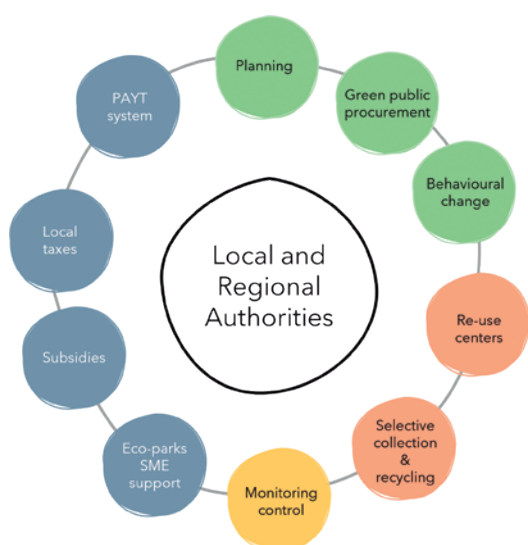 Planning
PAYT
system
Green public
procurement
Behavioural
change
Local
taxes
Local and
Regional
Authorities
Re-use
centers
Subsidies
Selective
collection
&
recycling
Eco-parks
SME
support
Monitoring
control